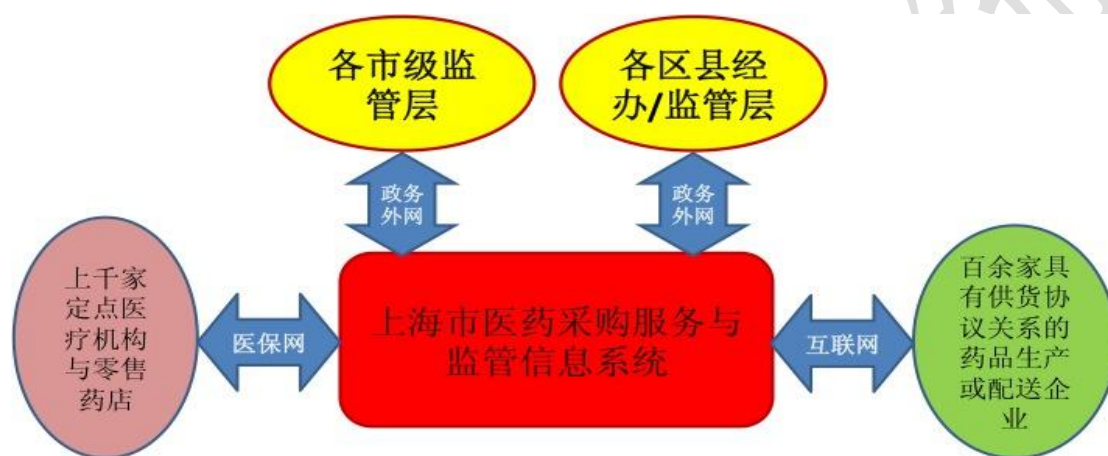 各市级监
管层
各区县经
办/监管层
政务
外网
政务
外网
上千家
定点医
疗机构
与零售
药店
医保网
上海市医药采购服务与
监管信息系统
互联网
百余家具
有供货协
议关系的
药品生产
或配送企
业